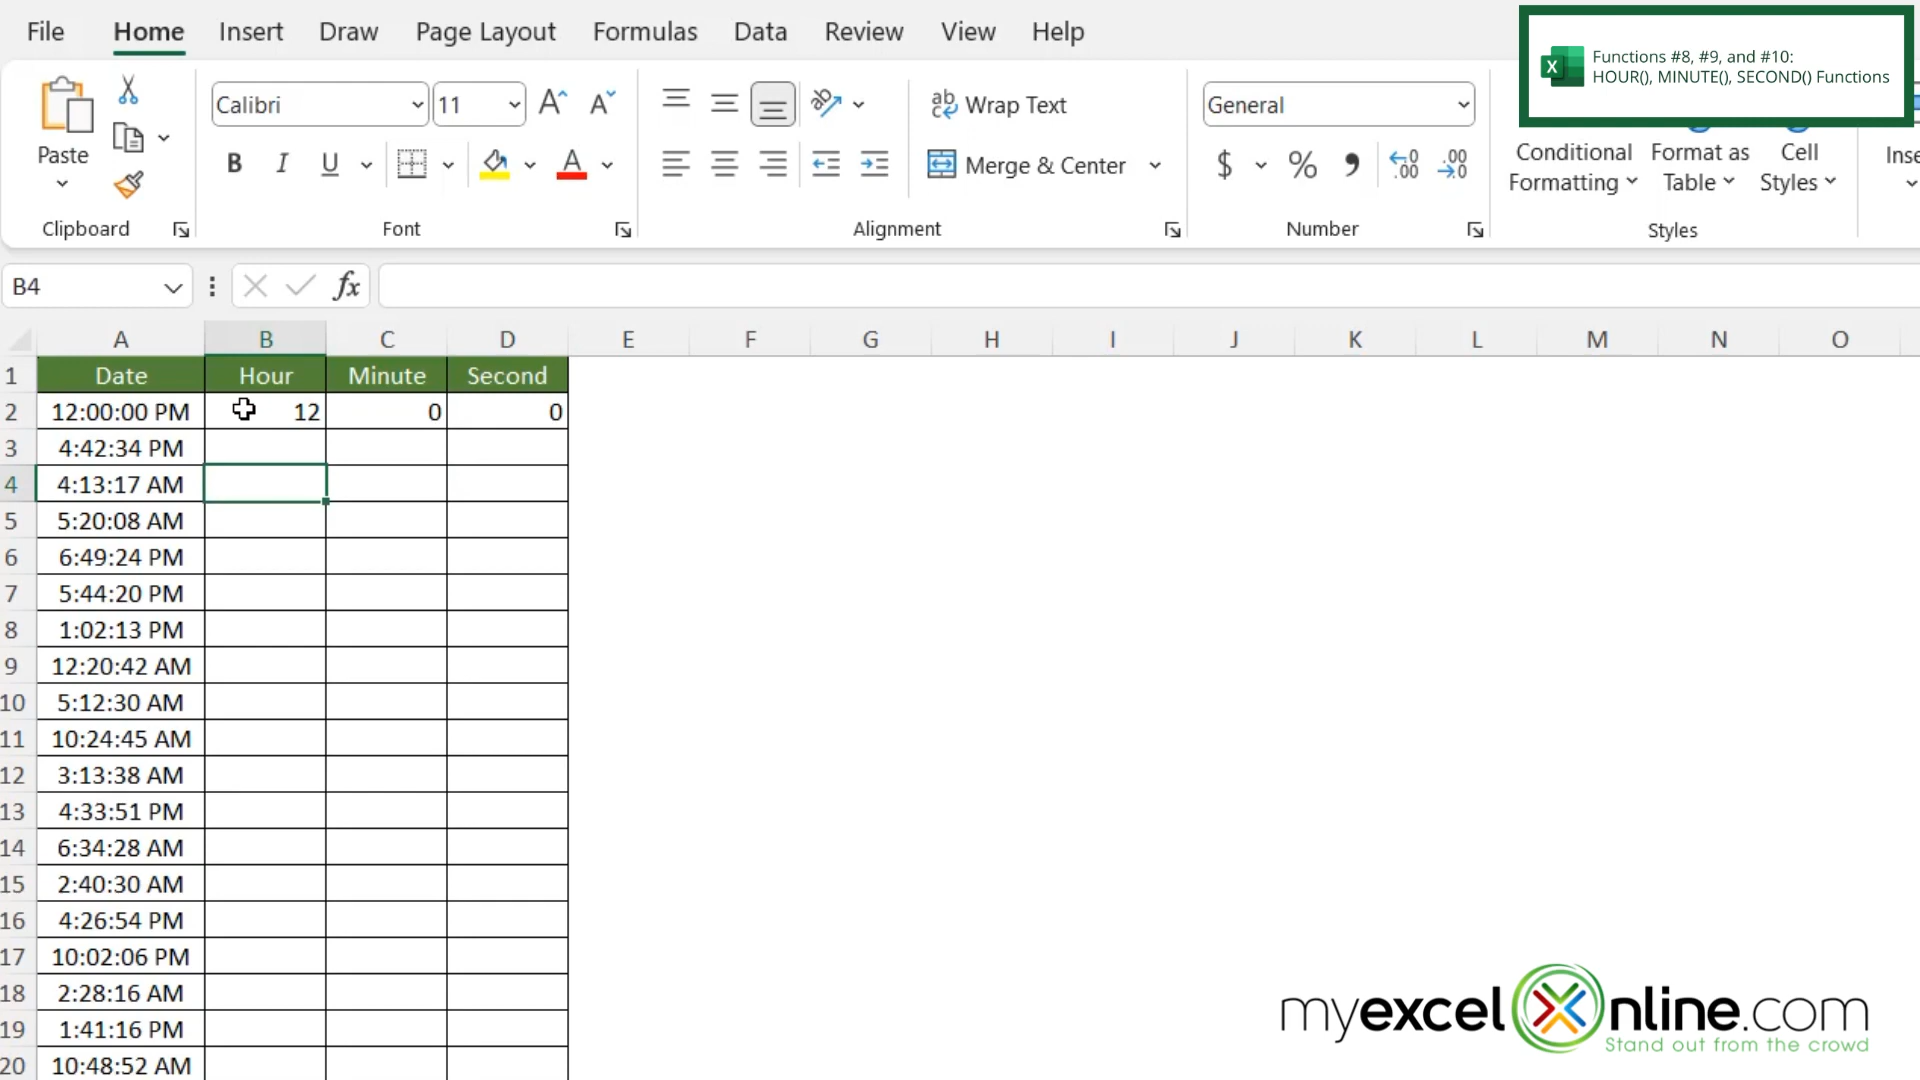 File Home Insert Draw Page Layout Formulas Data Review View Help
Functions #8, #9, and #10:
HOUR(), MINUTE(), SECOND() Functions
Calibri 11 A A ab Wrap Text General
Paste B I U A Merge & Center $ % , .00 .00
Conditional Formatting Format as Table Cell Styles
Clipboard Font Alignment Number Styles
B4 fx
A B C D E F G H I J K L M N O
1 Date Hour Minute Second
2 12:00:00 PM 12 0 0
3 4:42:34 PM
4 4:13:17 AM
5 5:20:08 AM
6 6:49:24 PM
7 5:44:20 PM
8 1:02:13 PM
9 12:20:42 AM
10 5:12:30 AM
11 10:24:45 AM
12 3:13:38 AM
13 4:33:51 PM
14 6:34:28 AM
15 2:40:30 AM
16 4:26:54 PM
17 10:02:06 PM
18 2:28:16 AM
19 1:41:16 PM
20 10:48:52 AM
myexcelOnline.com
Stand out from the crowd